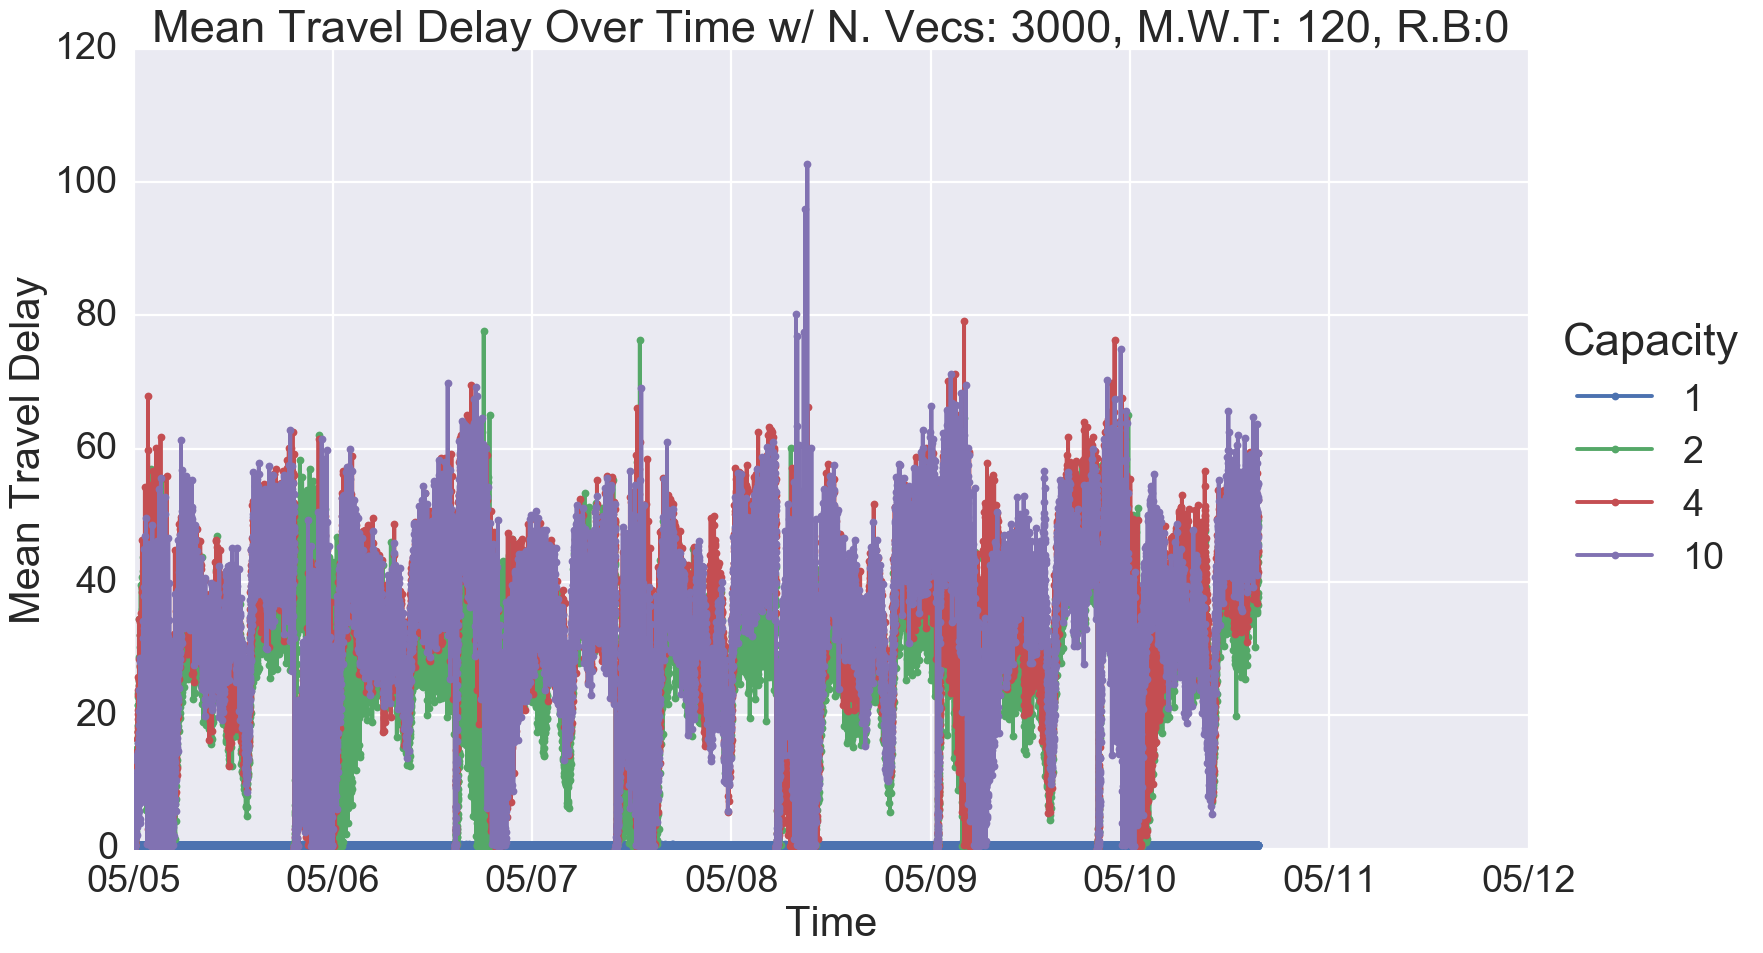 Mean Travel Delay Over Time w/ N. Vecs: 3000, M.W.T: 120, R.B:0
120
100
80
60
40
20
0
Mean Travel Delay
05/05 05/06 05/07 05/08 05/09 05/10 05/11 05/12
Time
Capacity
1
2
4
10